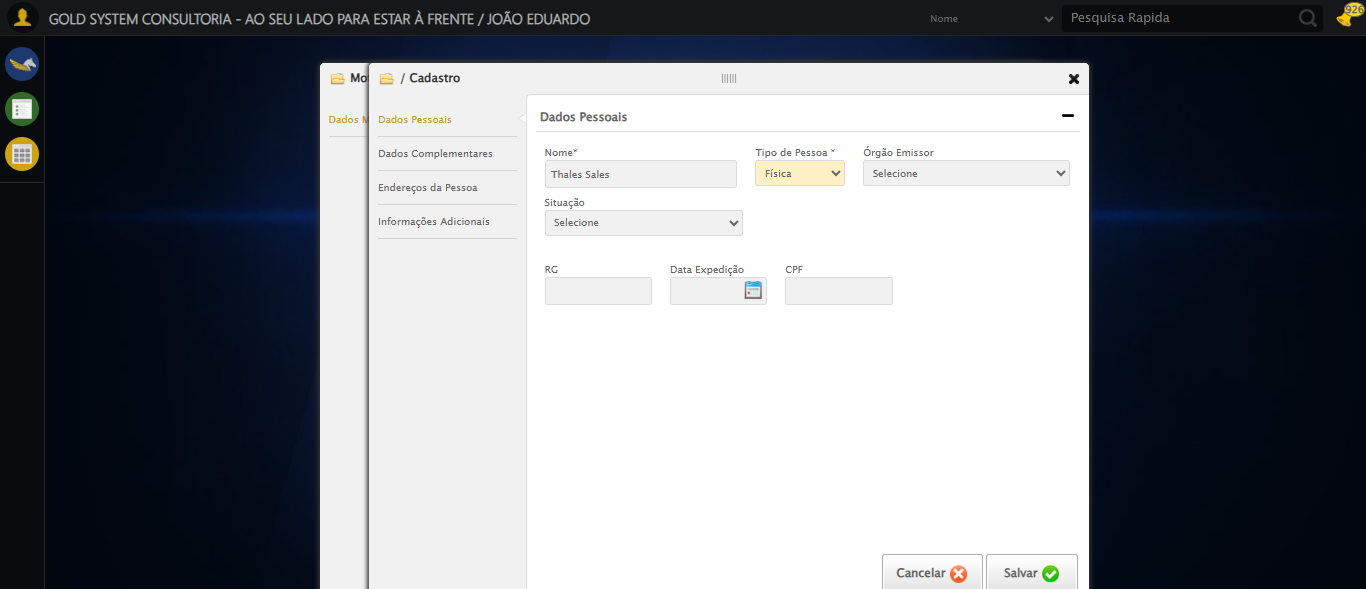 GOLD SYSTEM CONSULTORIA - AO SEU LADO PARA ESTAR À FRENTE / JOÃO EDUARDO
Nome
Pesquisa Rapida
926
Mo
/ Cadastro
Dados M
Dados Pessoais
Dados Complementares
Endereços da Pessoa
Informações Adicionais
Dados Pessoais
Nome*
Tipo de Pessoa *
Órgão Emissor
Thales Sales
Física
Selecione
Situação
Selecione
RG
Data Expedição
CPF
Cancelar
Salvar